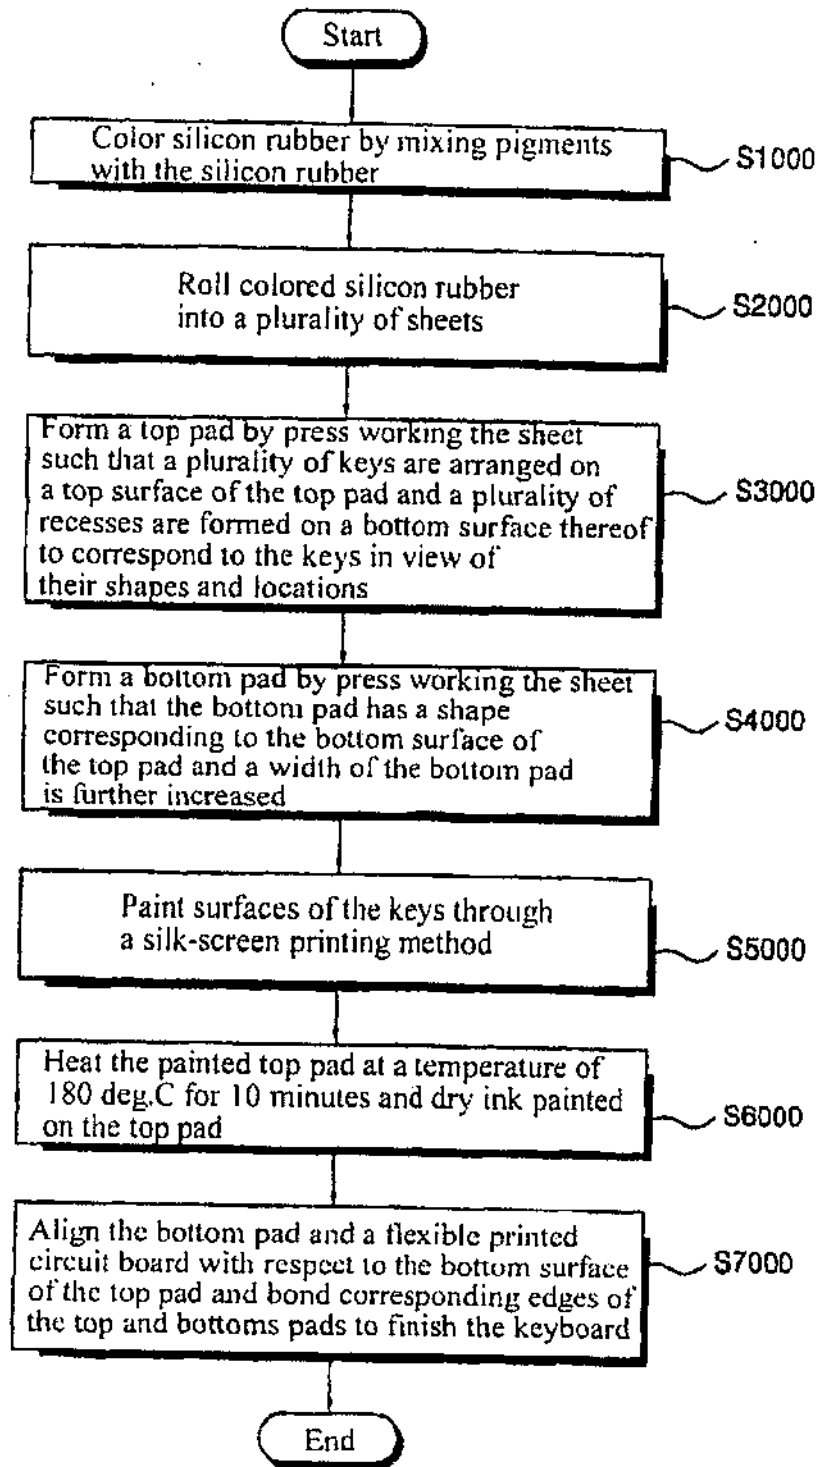 Start
Color silicon rubber by mixing pigments
with the silicon rubber
S1000
Roll colored silicon rubber
into a plurality of sheets
S2000
Form a top pad by press working the sheet
such that a plurality of keys are arranged on
a top surface of the top pad and a plurality of
recesses are formed on a bottom surface thereof
to correspond to the keys in view of
their shapes and locations
S3000
Form a bottom pad by press working the sheet
such that the bottom pad has a shape
corresponding to the bottom surface of
the top pad and a width of the bottom pad
is further increased
S4000
Paint surfaces of the keys through
a silk-screen printing method
S5000
Heat the painted top pad at a temperature of
180 deg.C for 10 minutes and dry ink painted
on the top pad
S6000
Align the bottom pad and a flexible printed
circuit board with respect to the bottom surface
of the top pad and bond corresponding edges of
the top and bottoms pads to finish the keyboard
S7000
End